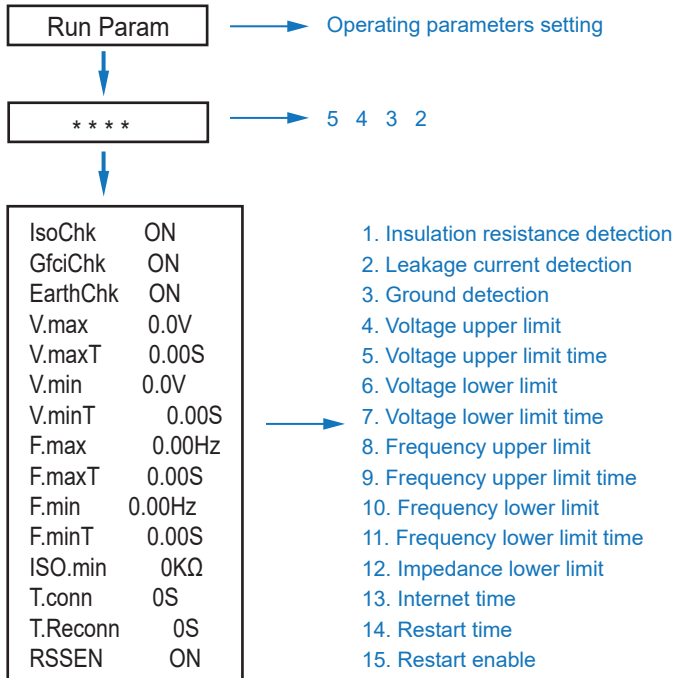 Run Param
Operating parameters setting
* * * *
5 4 3 2
IsoChk ON
GfciChk ON
EarthChk ON
V.max 0.0V
V.maxT 0.00S
V.min 0.0V
V.minT 0.00S
F.max 0.00Hz
F.maxT 0.00S
F.min 0.00Hz
F.minT 0.00S
ISO.min 0KΩ
T.conn 0S
T.Reconn 0S
RSSEN ON
1. Insulation resistance detection
2. Leakage current detection
3. Ground detection
4. Voltage upper limit
5. Voltage upper limit time
6. Voltage lower limit
7. Voltage lower limit time
8. Frequency upper limit
9. Frequency upper limit time
10. Frequency lower limit
11. Frequency lower limit time
12. Impedance lower limit
13. Internet time
14. Restart time
15. Restart enable